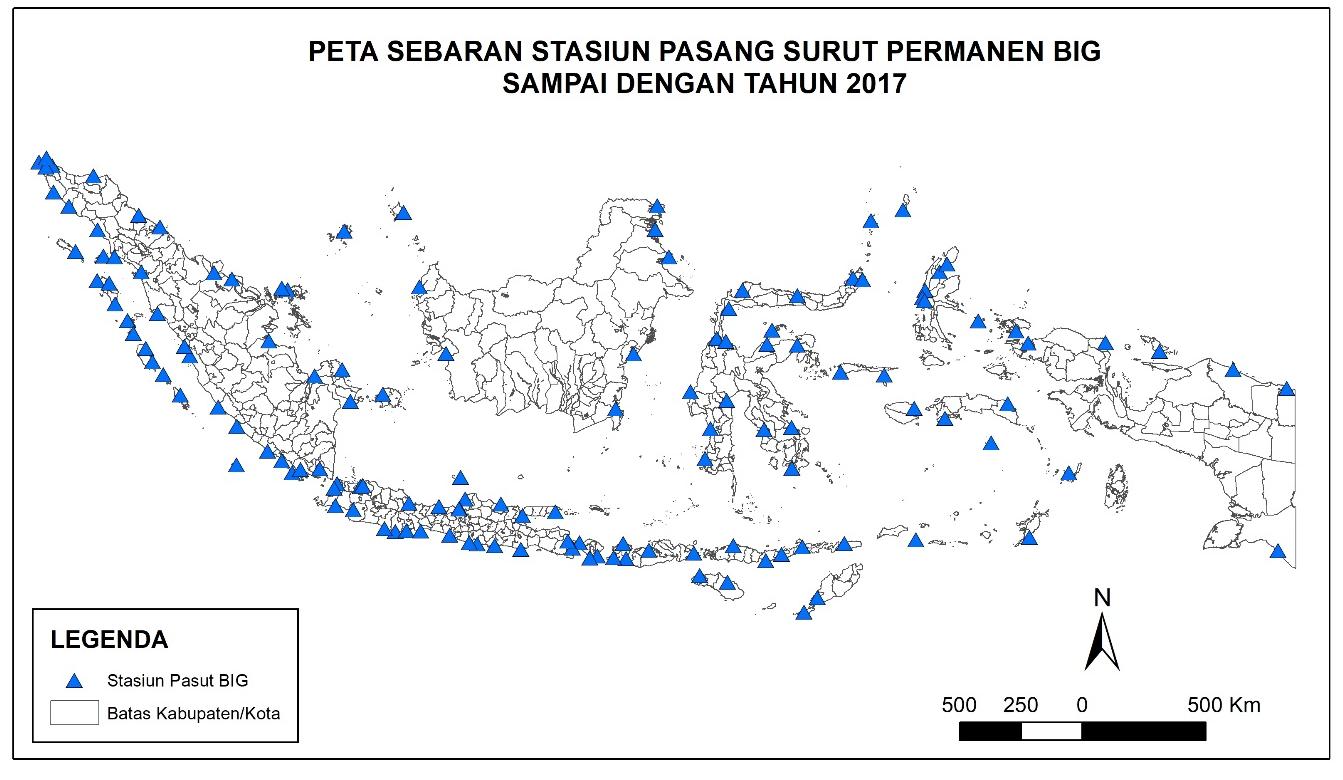 PETA SEBARAN STASIUN PASANG SURUT PERMANEN BIG
SAMPAI DENGAN TAHUN 2017
N
LEGENDA
Stasiun Pasut BIG
Batas Kabupaten/Kota
500 250 0 500 Km